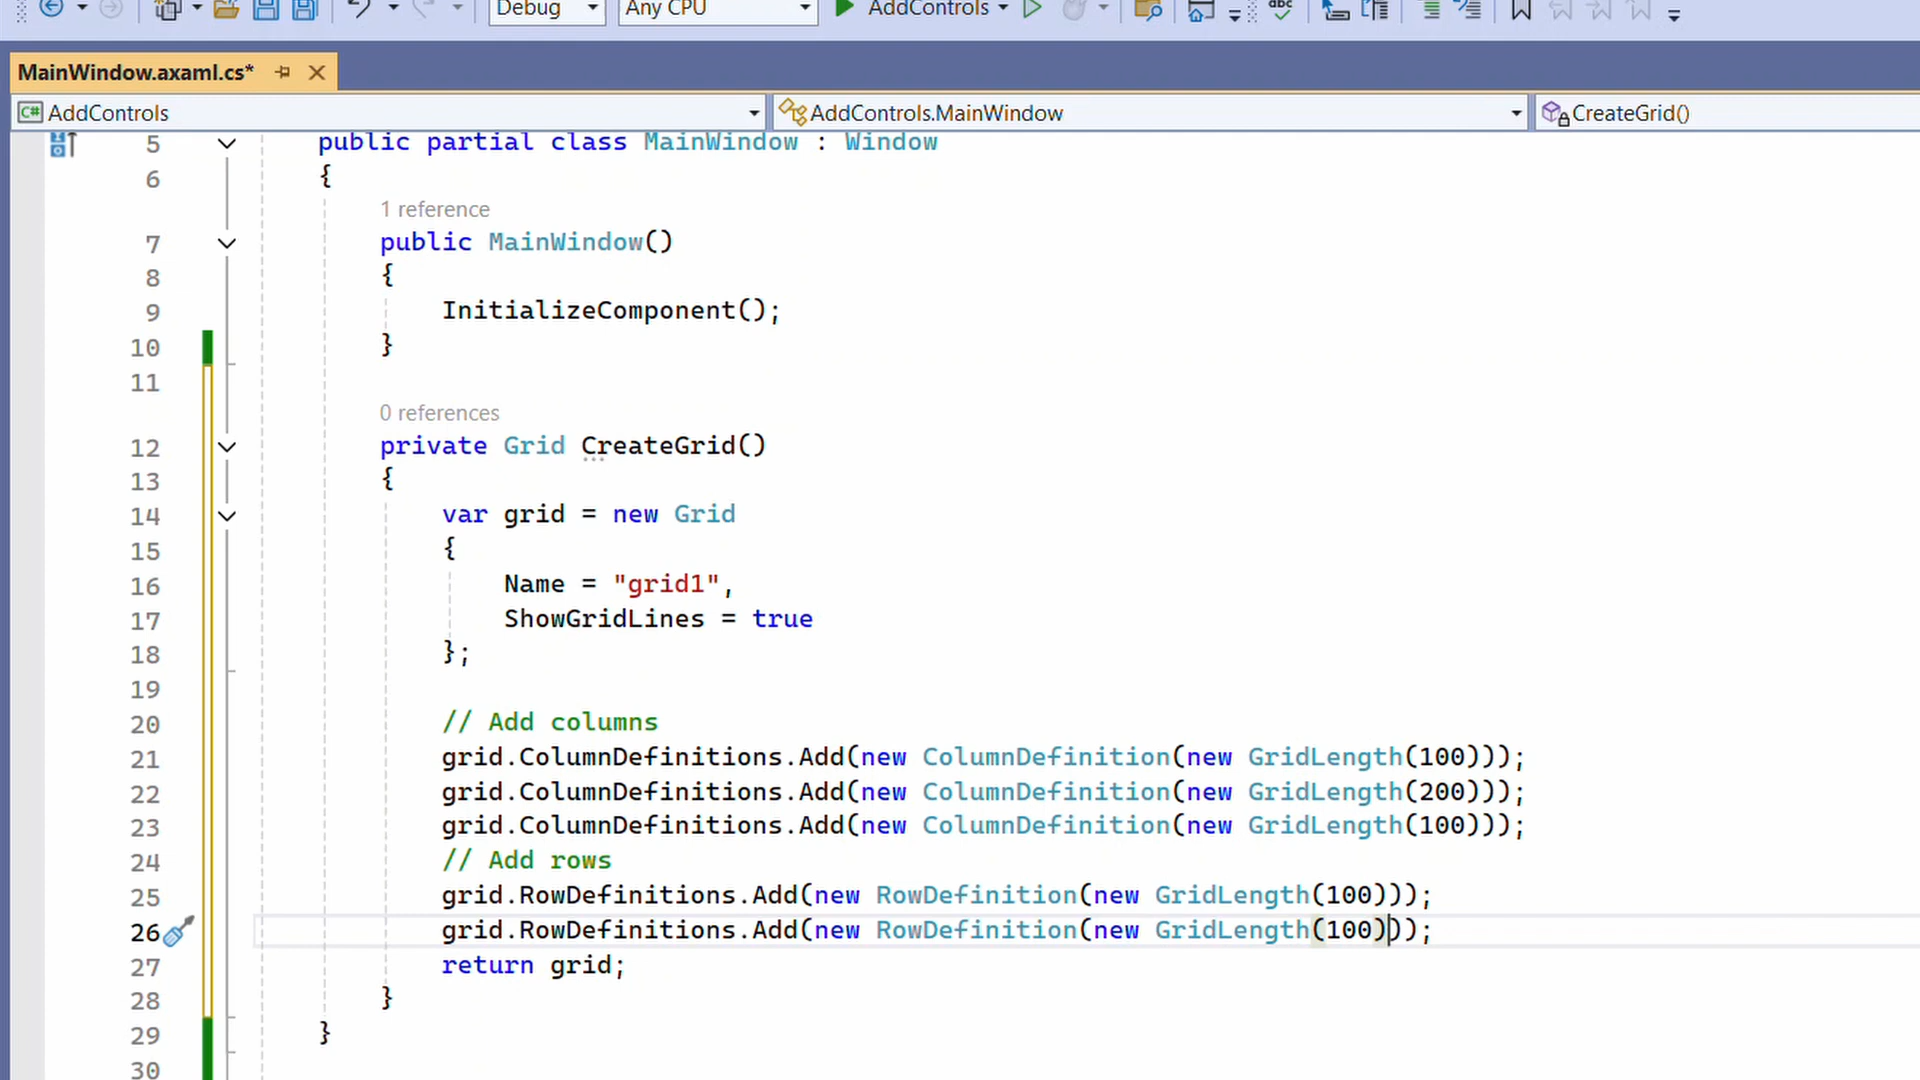 Debug Any CPU AddControls abc
MainWindow.axaml.cs*
C# AddControls AddControls.MainWindow CreateGrid()
5 public partial class MainWindow : Window
6 {
1 reference
7 public MainWindow()
8 {
9 InitializeComponent();
10 }
11
0 references
12 private Grid CreateGrid()
13 {
14 var grid = new Grid
15 {
16 Name = "grid1",
17 ShowGridLines = true
18 };
19
20 // Add columns
21 grid.ColumnDefinitions.Add(new ColumnDefinition(new GridLength(100)));
22 grid.ColumnDefinitions.Add(new ColumnDefinition(new GridLength(200)));
23 grid.ColumnDefinitions.Add(new ColumnDefinition(new GridLength(100)));
24 // Add rows
25 grid.RowDefinitions.Add(new RowDefinition(new GridLength(100)));
26 grid.RowDefinitions.Add(new RowDefinition(new GridLength(100)));
27 return grid;
28 }
29 }
30